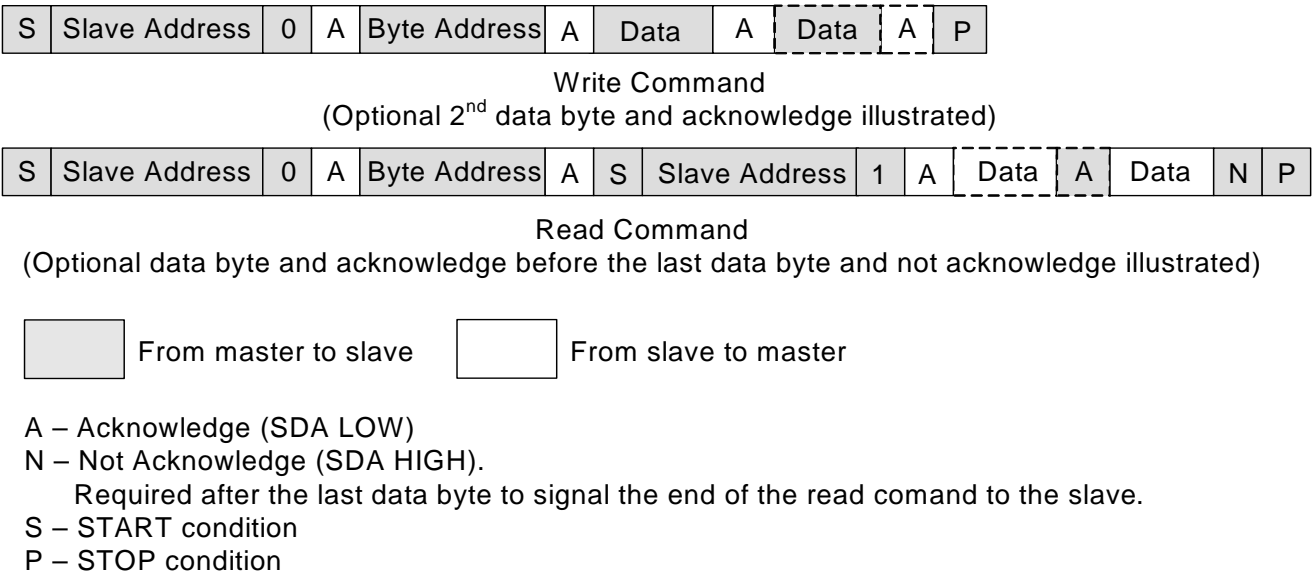 S Slave Address 0 A Byte Address A Data A Data A P
Write Command
(Optional 2nd data byte and acknowledge illustrated)
S Slave Address 0 A Byte Address A S Slave Address 1 A Data A Data N P
Read Command
(Optional data byte and acknowledge before the last data byte and not acknowledge illustrated)
From master to slave From slave to master
A – Acknowledge (SDA LOW)
N – Not Acknowledge (SDA HIGH).
Required after the last data byte to signal the end of the read comand to the slave.
S – START condition
P – STOP condition